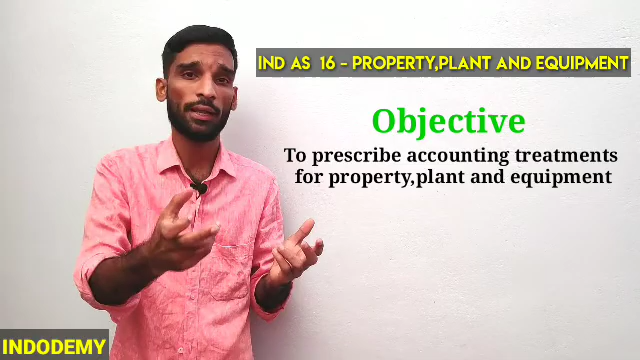 IND AS 16 - PROPERTY,PLANT AND EQUIPMENT
Objective
To prescribe accounting treatments
for property,plant and equipment
INDODEMY